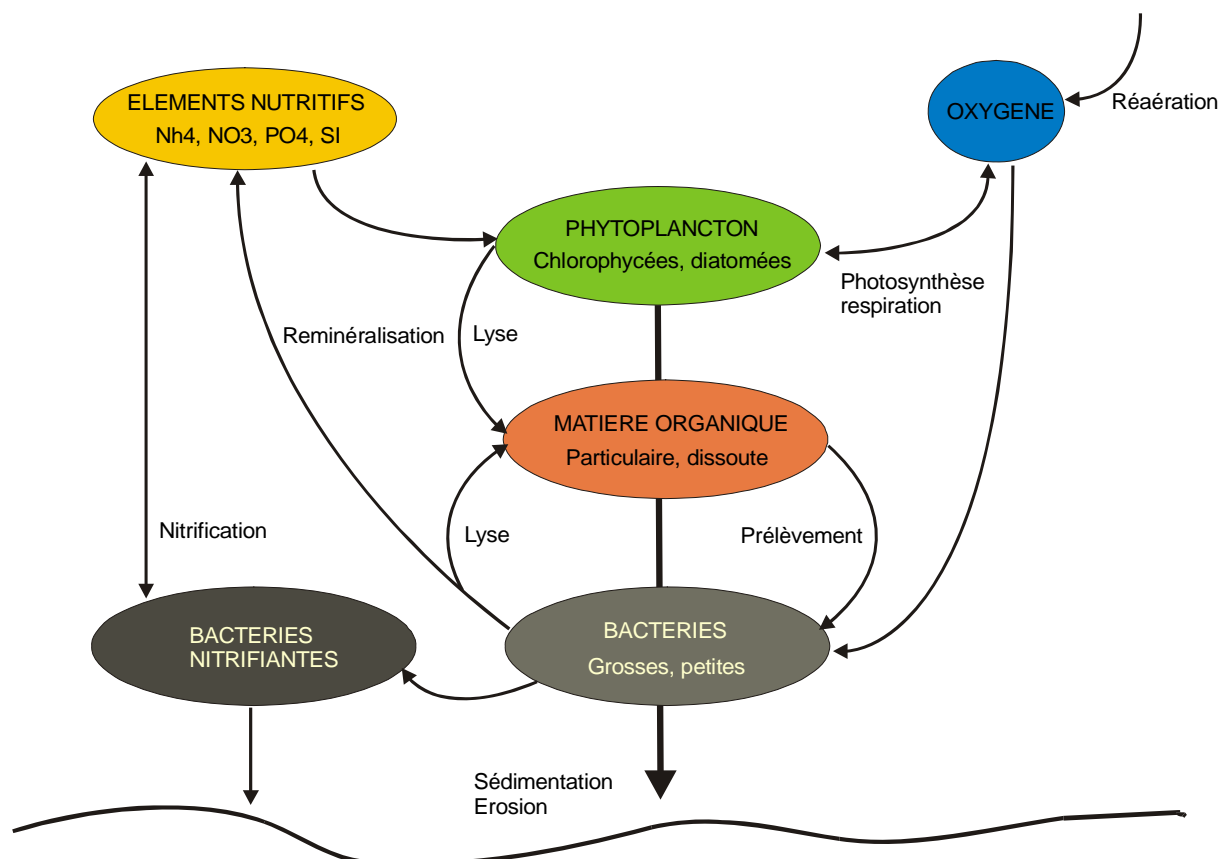 ELEMENTS NUTRITIFS
Nh4, NO3, PO4, SI
OXYGENE
Réaération
PHYTOPLANCTON
Chlorophycées, diatomées
Photosynthèse
respiration
Reminéralisation
Lyse
MATIERE ORGANIQUE
Particulaire, dissoute
Nitrification
Lyse
Prélèvement
BACTERIES
NITRIFIANTES
BACTERIES
Grosses, petites
Sédimentation
Erosion